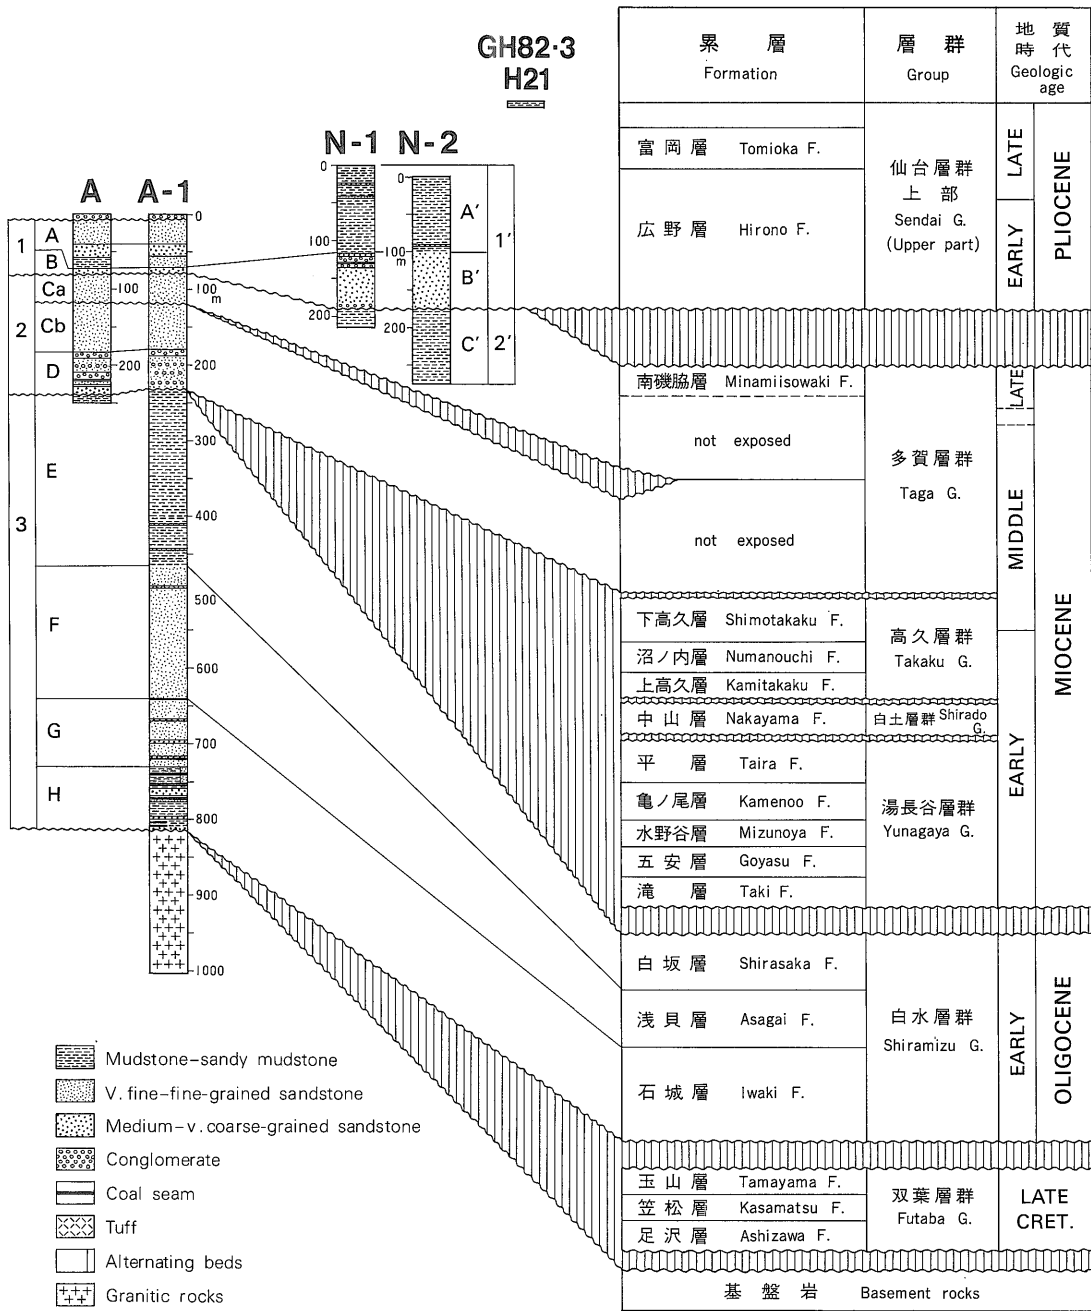 GH82·3
H21
N-1 N-2
A A-1
0
100
m
200
0
100
m
200
A'
B'
C'
1'
2'
0
100
m
200
300
400
500
600
700
800
900
1000
100
200
1
2
3
A
B
Ca
Cb
D
E
F
G
H
Mudstone–sandy mudstone
V. fine–fine-grained sandstone
Medium–v. coarse-grained sandstone
Conglomerate
Coal seam
Tuff
Alternating beds
Granitic rocks
累層
Formation
層群
Group
地質
時代
Geologic
age
富岡層 Tomioka F.
広野層 Hirono F.
仙台層群
上部
Sendai G.
(Upper part)
LATE
EARLY
PLIOCENE
南磯脇層 Minamiisowaki F.
not exposed
not exposed
多賀層群
Taga G.
LATE
MIDDLE
下高久層 Shimotakaku F.
沼ノ内層 Numanouchi F.
上高久層 Kamitakaku F.
高久層群
Takaku G.
中山層 Nakayama F.
白土層群 Shirado
G.
平層 Taira F.
亀ノ尾層 Kamenoo F.
水野谷層 Mizunoya F.
五安層 Goyasu F.
滝層 Taki F.
湯長谷層群
Yunagaya G.
EARLY
MIOCENE
白坂層 Shirasaka F.
浅貝層 Asagai F.
石城層 Iwaki F.
白水層群
Shiramizu G.
EARLY
OLIGOCENE
玉山層 Tamayama F.
笠松層 Kasamatsu F.
足沢層 Ashizawa F.
双葉層群
Futaba G.
LATE
CRET.
基盤岩 Basement rocks